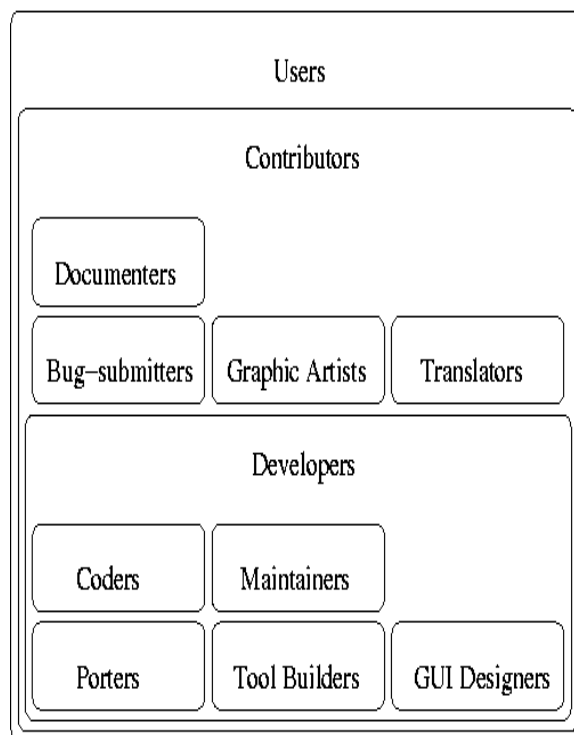 Users
Contributors
Documenters
Bug−submitters Graphic Artists Translators
Developers
Coders Maintainers
Porters Tool Builders GUI Designers